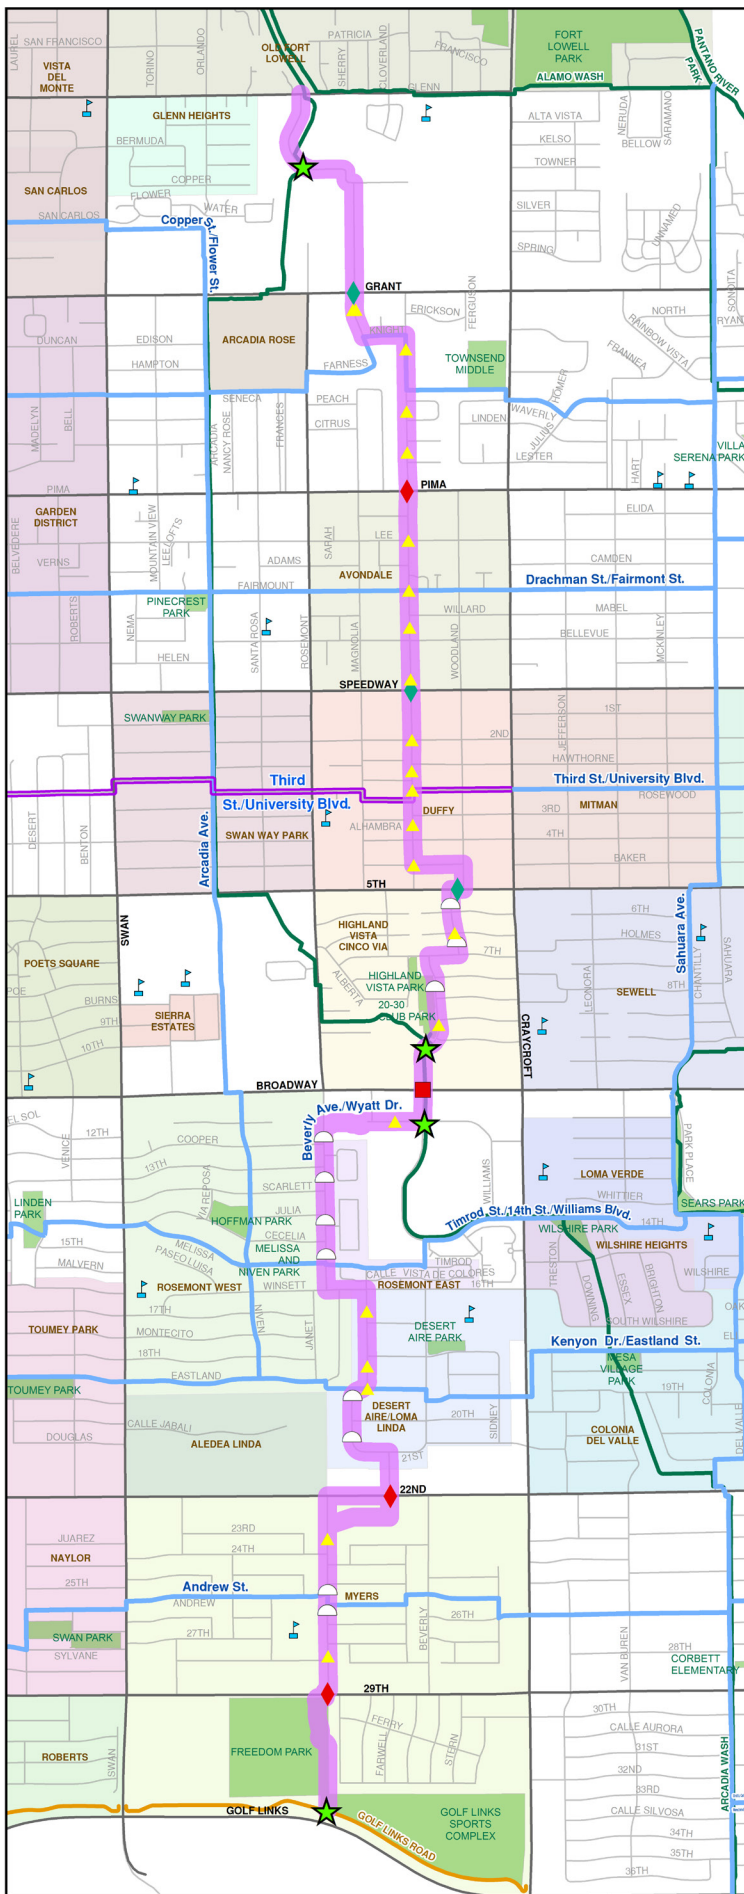 LAUREL
SAN FRANCISCO
VISTA
DEL
MONTE
TORINO
ORLANDO
OLD FORT
LOWELL
PATRICIA
SHERRY
CLOVERLAND
FRANCISCO
GLENN
FORT
LOWELL
PARK
ALAMO WASH
PANTANO RIVER
PARK
GLENN HEIGHTS
BERMUDA
COPPER
FLOWER
WATER
SAN CARLOS
SAN CARLOS
Copper St./Flower St.
ALTA VISTA
KELSO
TOWNER
NERUDA
BELLOW
SARAMANO
SILVER
SPRING
UNNAMED
SONOITA
GRANT
DUNCAN
EDISON
HAMPTON
ARCADIA ROSE
KNIGHT
FARNESS
ERICKSON
FERGUSON
TOWNSEND
MIDDLE
NORTH
RAINBOW VISTA
FRANNEA
RYAN
MADELYN
BELL
SENECA
ARCADIA
NANCY ROSE
FRANCES
PEACH
CITRUS
LINDEN
WAVERLY
HOMER
JULIUS
LESTER
HART
VILLA
SERENA PARK
PIMA
PIMA
GARDEN
DISTRICT
BELVEDERE
VERNS
ROBERTS
MOUNTAIN VIEW
LEE LOFTS
ADAMS
FAIRMOUNT
SARAH
LEE
AVONDALE
ELIDA
CAMDEN
Drachman St./Fairmont St.
PINECREST
PARK
NEMA
HELEN
SANTA ROSA
ROSEMONT
MAGNOLIA
WILLARD
WOODLAND
MABEL
BELLEVUE
MCKINLEY
SPEEDWAY
SWANWAY PARK
2ND
JEFFERSON
1ST
HAWTHORNE
Third
St./University Blvd.
Third St./University Blvd.
ROSEWOOD
DESERT
BENTON
Arcadia Ave.
SWAN WAY PARK
ALHAMBRA
DUFFY
3RD
MITMAN
4TH
BAKER
5TH
SWAN
POETS SQUARE
POE
BURNS
9TH
10TH
SIERRA
ESTATES
HIGHLAND
VISTA
CINCO VIA
ALBERTA
7TH
HIGHLAND
VISTA PARK
20-30
CLUB PARK
CRAYCROFT
6TH
HOLMES
LEONORA
SEWELL
8TH
Sahuara Ave.
CHANTILLY
SAHUARA
BROADWAY
EL SOL
12TH
VENICE
COOPER
13TH
Beverly Ave./Wyatt Dr.
SCARLETT
VIA REPOSA
JULIA
CECELIA
WILLIAMS
LOMA VERDE
WHITTIER
PARK PLACE
SEARS PARK
LINDEN
PARK
HOFFMAN PARK
Timrod St./14th St./Williams Blvd.
14TH
WILSHIRE PARK
WILSHIRE HEIGHTS
15TH
MALVERN
MELISSA
PASEO LUISA
MELISSA
AND
NIVEN PARK
TIMROD
CALLE VISTA DE COLORES
WILSHIRE
ROSEMONT WEST
WINSETT
ROSEMONT EAST
16TH
TRESTON
DOWNING
ESSEX
BRIGHTON
SOUTH WILSHIRE
TOUMEY PARK
17TH
MONTECITO
18TH
NIVEN
JANET
DESERT
AIRE PARK
Kenyon Dr./Eastland St.
EL
TOUMEY PARK
EASTLAND
MESA
VILLAGE
PARK
19TH
COLONIA
CALLE JABALI
DOUGLAS
ALEDEA LINDA
DESERT
AIRE/LOMA
LINDA
20TH
SIDNEY
21ST
COLONIA
DEL VALLE
DEL VALLE
22ND
JUAREZ
NAYLOR
23RD
24TH
25TH
Andrew St.
ANDREW
MYERS
BEVERLY
26TH
SWAN PARK
SYLVANE
27TH
VAN BUREN
28TH
CORBETT
ELEMENTARY
29TH
ROBERTS
SWAN
FREEDOM PARK
FERRY
FARWELL
STERN
30TH
CALLE AURORA
31ST
32ND
33RD
CALLE SILVOSA
34TH
35TH
36TH
ARCADIA WASH
GOLF LINKS
GOLF LINKS ROAD
GOLF LINKS
SPORTS
COMPLEX